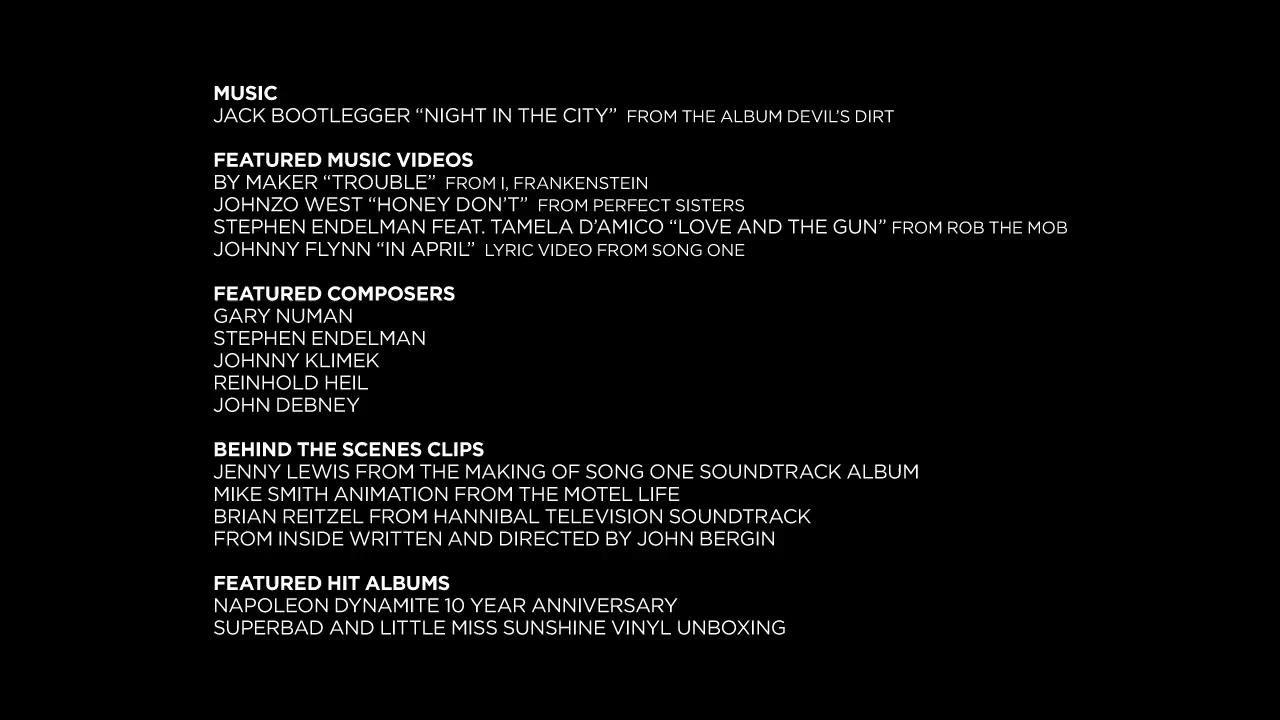 MUSIC
JACK BOOTLEGGER “NIGHT IN THE CITY” FROM THE ALBUM DEVIL’S DIRT
FEATURED MUSIC VIDEOS
BY MAKER “TROUBLE” FROM I, FRANKENSTEIN
JOHNZO WEST “HONEY DON’T” FROM PERFECT SISTERS
STEPHEN ENDELMAN FEAT. TAMELA D’AMICO “LOVE AND THE GUN” FROM ROB THE MOB
JOHNNY FLYNN “IN APRIL” LYRIC VIDEO FROM SONG ONE
FEATURED COMPOSERS
GARY NUMAN
STEPHEN ENDELMAN
JOHNNY KLIMEK
REINHOLD HEIL
JOHN DEBNEY
BEHIND THE SCENES CLIPS
JENNY LEWIS FROM THE MAKING OF SONG ONE SOUNDTRACK ALBUM
MIKE SMITH ANIMATION FROM THE MOTEL LIFE
BRIAN REITZEL FROM HANNIBAL TELEVISION SOUNDTRACK
FROM INSIDE WRITTEN AND DIRECTED BY JOHN BERGIN
FEATURED HIT ALBUMS
NAPOLEON DYNAMITE 10 YEAR ANNIVERSARY
SUPERBAD AND LITTLE MISS SUNSHINE VINYL UNBOXING